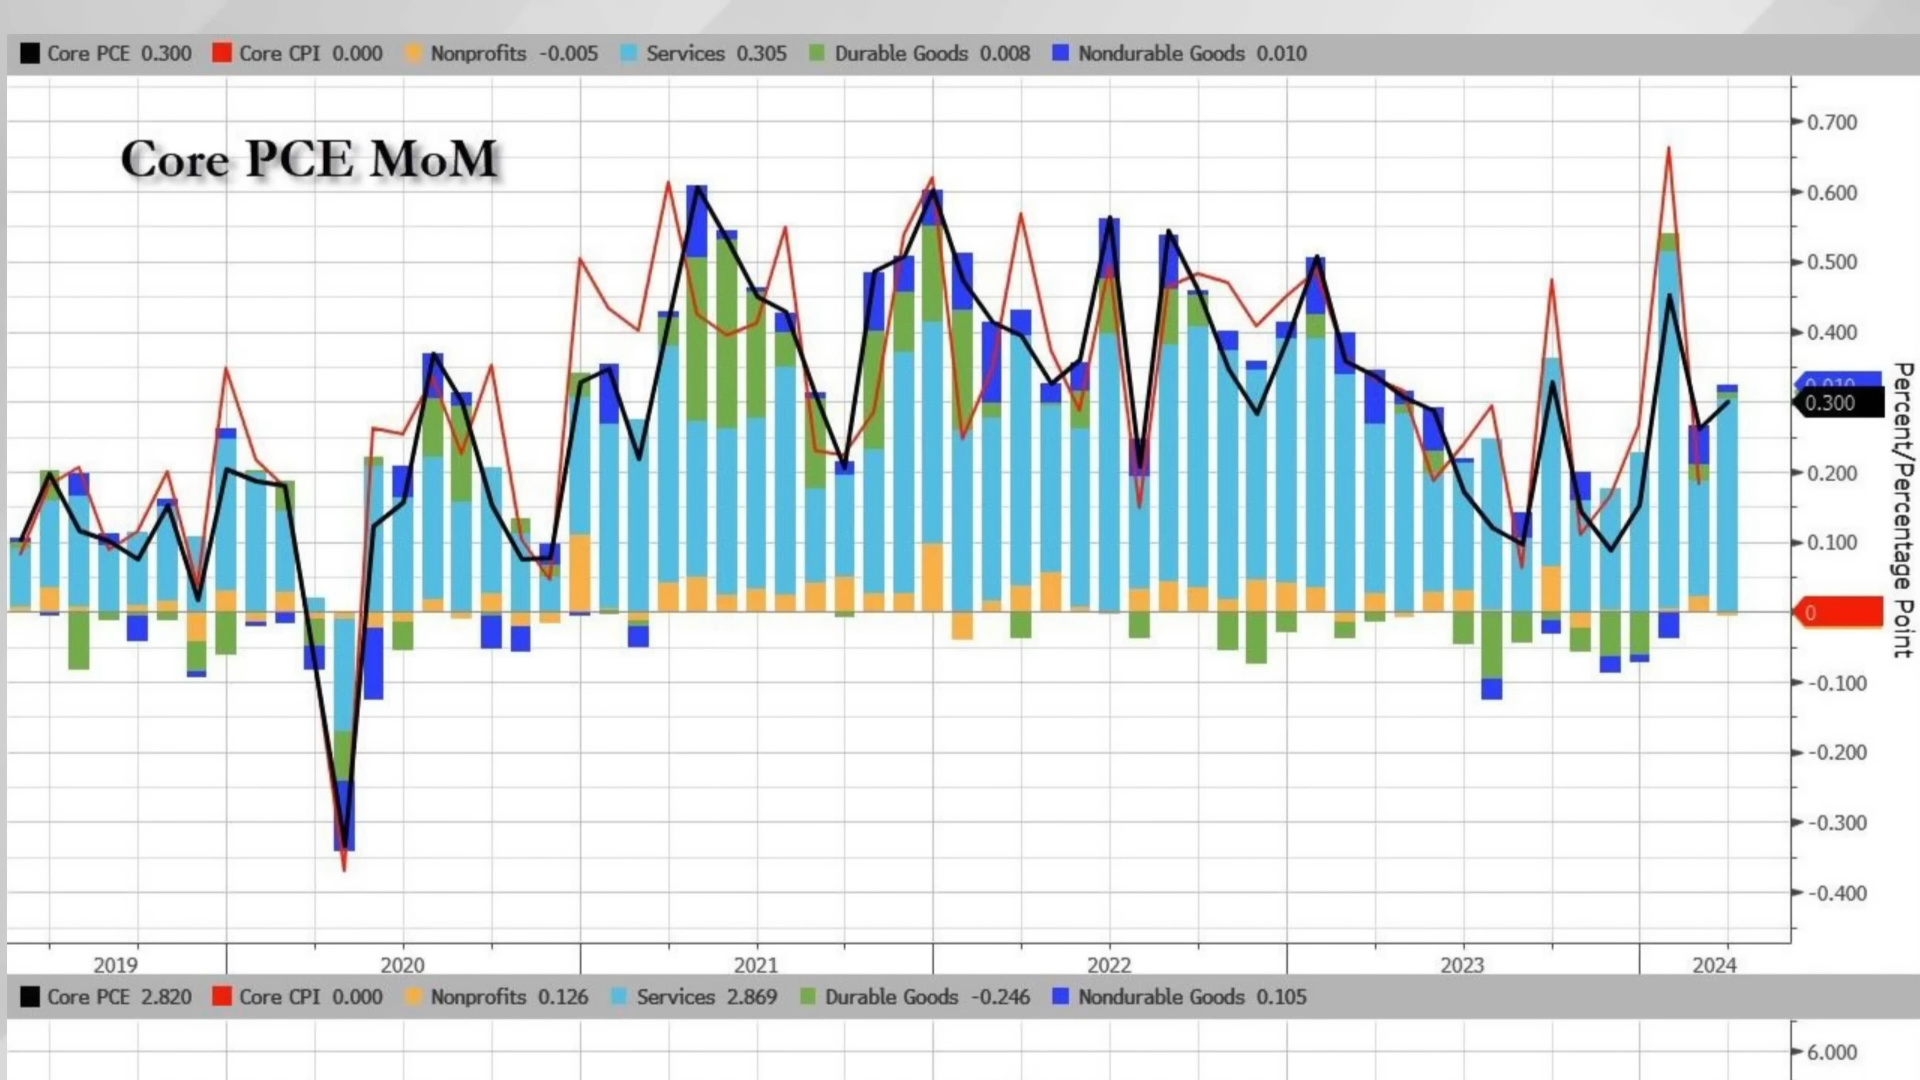 Core PCE 0.300 Core CPI 0.000 Nonprofits -0.005 Services 0.305 Durable Goods 0.008 Nondurable Goods 0.010
Core PCE MoM
0.700
0.600
0.500
0.400
0.010
0.300
0.200
0.100
0
-0.100
-0.200
-0.300
-0.400
Percent/Percentage Point
2019 2020 2021 2022 2023 2024
Core PCE 2.820 Core CPI 0.000 Nonprofits 0.126 Services 2.869 Durable Goods -0.246 Nondurable Goods 0.105
6.000